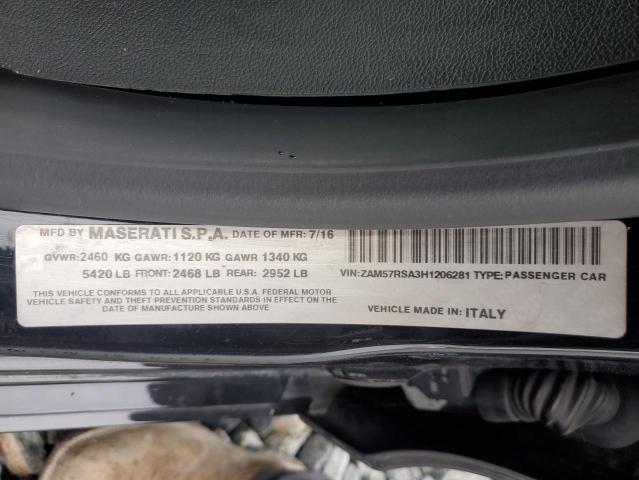 MFD BY MASERATI S.P.A. DATE OF MFR: 7/16
GVWR: 2460 KG GAWR: 1120 KG GAWR 1340 KG
5420 LB FRONT: 2468 LB REAR: 2952 LB
VIN: ZAM57RSA3H1206281 TYPE: PASSENGER CAR
THIS VEHICLE CONFORMS TO ALL APPLICABLE U.S.A. FEDERAL MOTOR
VEHICLE SAFETY AND THEFT PREVENTION STANDARDS IN EFFECT ON THE
DATE OF MANUFACTURE SHOWN ABOVE
VEHICLE MADE IN: ITALY